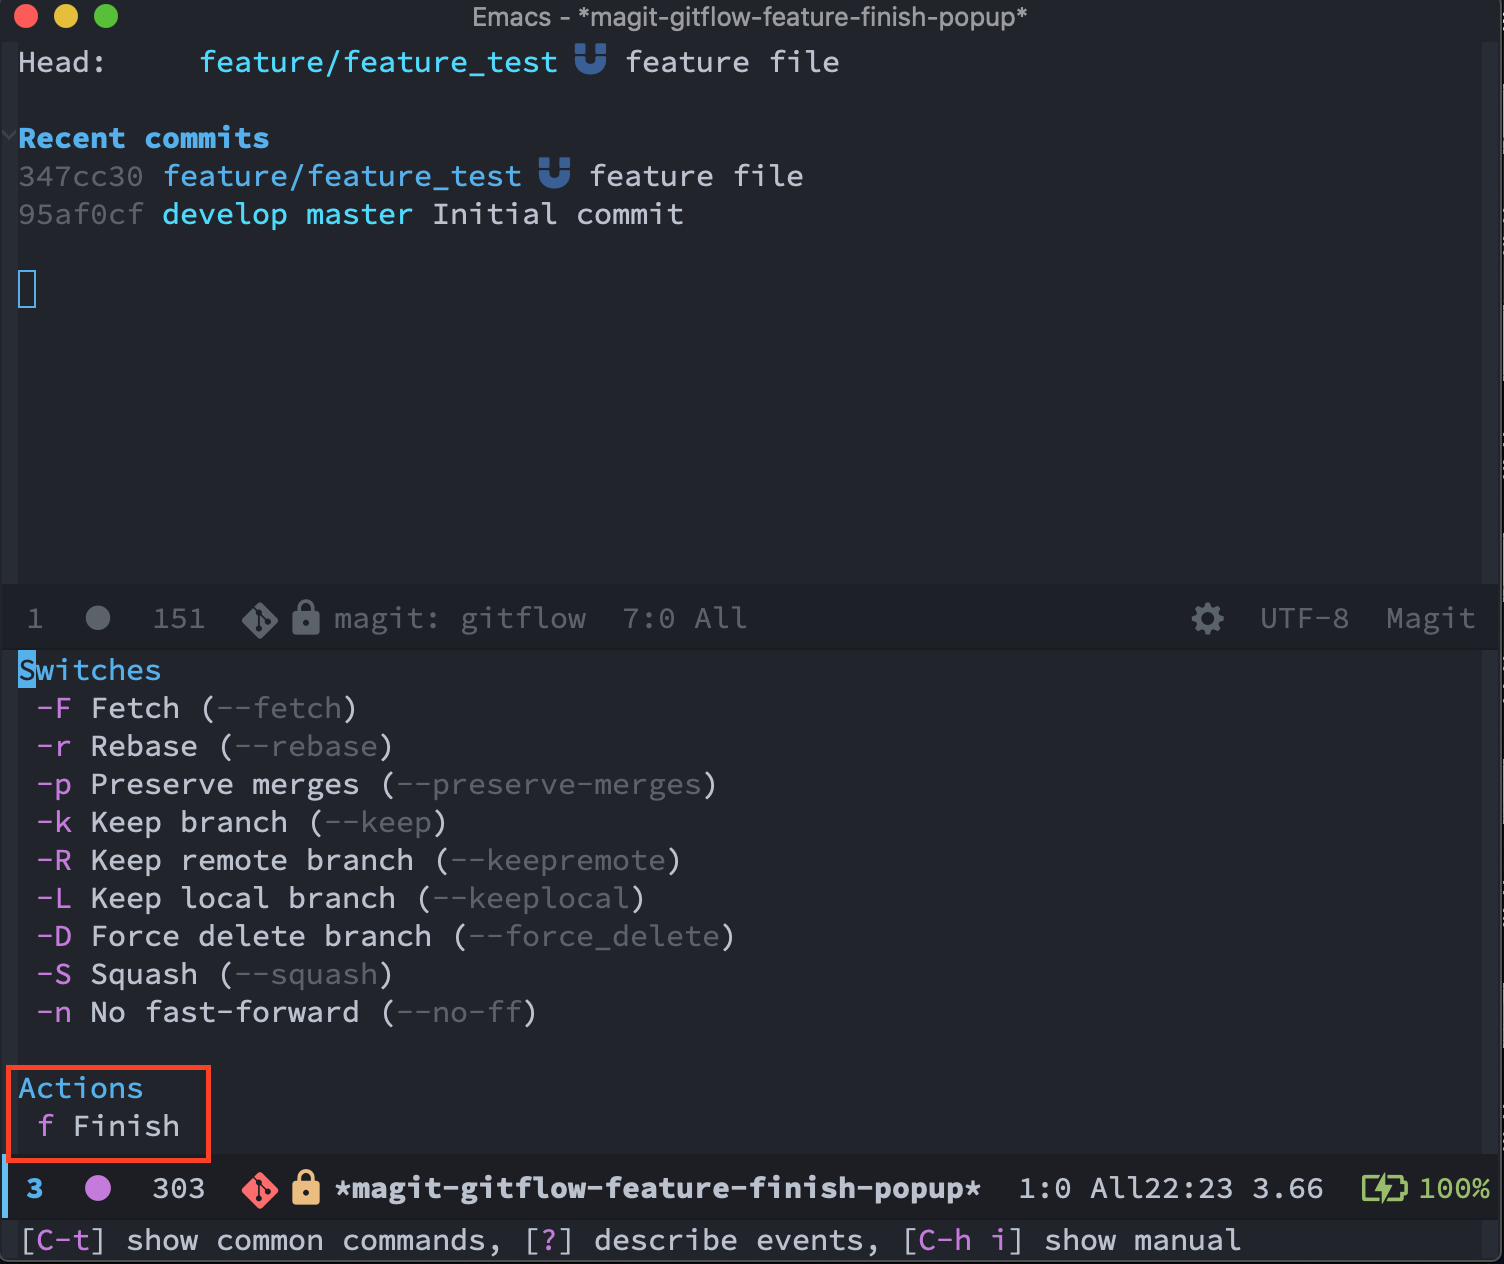 Emacs - *magit-gitflow-feature-finish-popup*
Head: feature/feature_test feature file
Recent commits
347cc30 feature/feature_test feature file
95af0cf develop master Initial commit
1 151 magit: gitflow 7:0 All UTF-8 Magit
Switches
-F Fetch (--fetch)
-r Rebase (--rebase)
-p Preserve merges (--preserve-merges)
-k Keep branch (--keep)
-R Keep remote branch (--keepremote)
-L Keep local branch (--keeplocal)
-D Force delete branch (--force_delete)
-S Squash (--squash)
-n No fast-forward (--no-ff)
Actions
f Finish
3 303 *magit-gitflow-feature-finish-popup* 1:0 All22:23 3.66 100%
[C-t] show common commands, [?] describe events, [C-h i] show manual